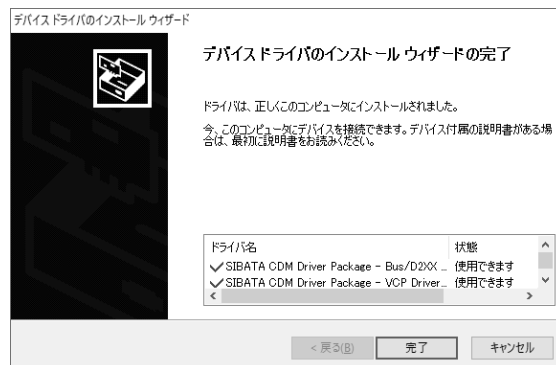 デバイス ドライバのインストール ウィザード
デバイス ドライバのインストール ウィザードの完了
ドライバは、正しくこのコンピュータにインストールされました。
今、このコンピュータにデバイスを接続できます。デバイス付属の説明書がある場
合は、最初に説明書をお読みください。
ドライバ名 状態
SIBATA CDM Driver Package - Bus/D2XX ... 使用できます
SIBATA CDM Driver Package - VCP Driver... 使用できます
< 戻る(B) 完了 キャンセル